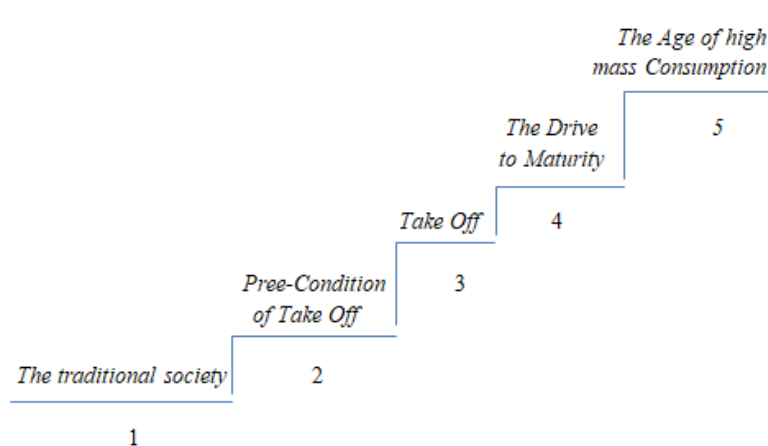 The Age of high
mass Consumption
5
The Drive
to Maturity
4
Take Off
3
Pree-Condition
of Take Off
2
The traditional society
1